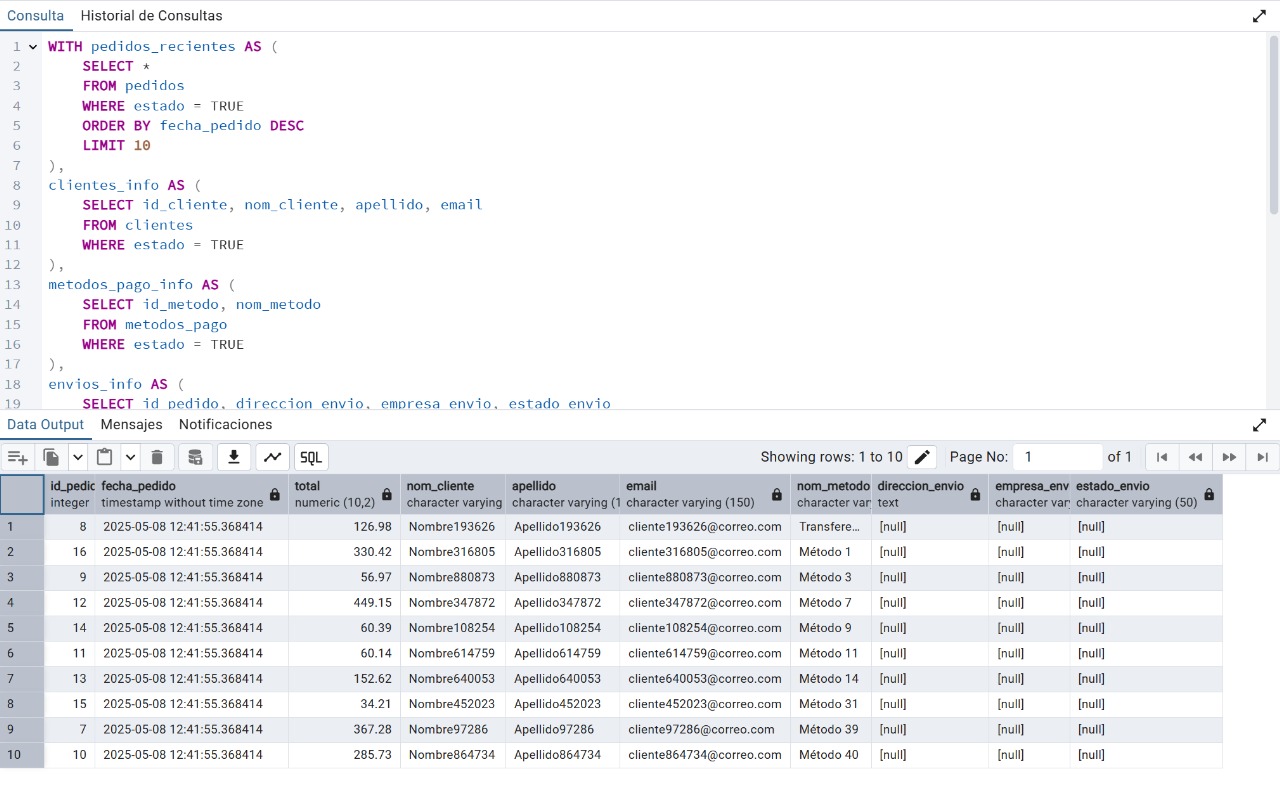 Consulta Historial de Consultas
1 WITH pedidos_recientes AS (
2 SELECT *
3 FROM pedidos
4 WHERE estado = TRUE
5 ORDER BY fecha_pedido DESC
6 LIMIT 10
7 ),
8 clientes_info AS (
9 SELECT id_cliente, nom_cliente, apellido, email
10 FROM clientes
11 WHERE estado = TRUE
12 ),
13 metodos_pago_info AS (
14 SELECT id_metodo, nom_metodo
15 FROM metodos_pago
16 WHERE estado = TRUE
17 ),
18 envios_info AS (
19 SELECT id_pedido, direccion_envio, empresa_envio, estado_envio
Data Output Mensajes Notificaciones
SQL Showing rows: 1 to 10 Page No: 1 of 1
id_pedic fecha_pedido total nom_cliente apellido email nom_metodo direccion_envio empresa_env estado_envio
integer timestamp without time zone numeric (10,2) character varying character varying (1 character varying (150) character var text character var character varying (50)
1 8 2025-05-08 12:41:55.368414 126.98 Nombre193626 Apellido193626 cliente193626@correo.com Transfere... [null] [null] [null]
2 16 2025-05-08 12:41:55.368414 330.42 Nombre316805 Apellido316805 cliente316805@correo.com Método 1 [null] [null] [null]
3 9 2025-05-08 12:41:55.368414 56.97 Nombre880873 Apellido880873 cliente880873@correo.com Método 3 [null] [null] [null]
4 12 2025-05-08 12:41:55.368414 449.15 Nombre347872 Apellido347872 cliente347872@correo.com Método 7 [null] [null] [null]
5 14 2025-05-08 12:41:55.368414 60.39 Nombre108254 Apellido108254 cliente108254@correo.com Método 9 [null] [null] [null]
6 11 2025-05-08 12:41:55.368414 60.14 Nombre614759 Apellido614759 cliente614759@correo.com Método 11 [null] [null] [null]
7 13 2025-05-08 12:41:55.368414 152.62 Nombre640053 Apellido640053 cliente640053@correo.com Método 14 [null] [null] [null]
8 15 2025-05-08 12:41:55.368414 34.21 Nombre452023 Apellido452023 cliente452023@correo.com Método 31 [null] [null] [null]
9 7 2025-05-08 12:41:55.368414 367.28 Nombre97286 Apellido97286 cliente97286@correo.com Método 39 [null] [null] [null]
10 10 2025-05-08 12:41:55.368414 285.73 Nombre864734 Apellido864734 cliente864734@correo.com Método 40 [null] [null] [null]